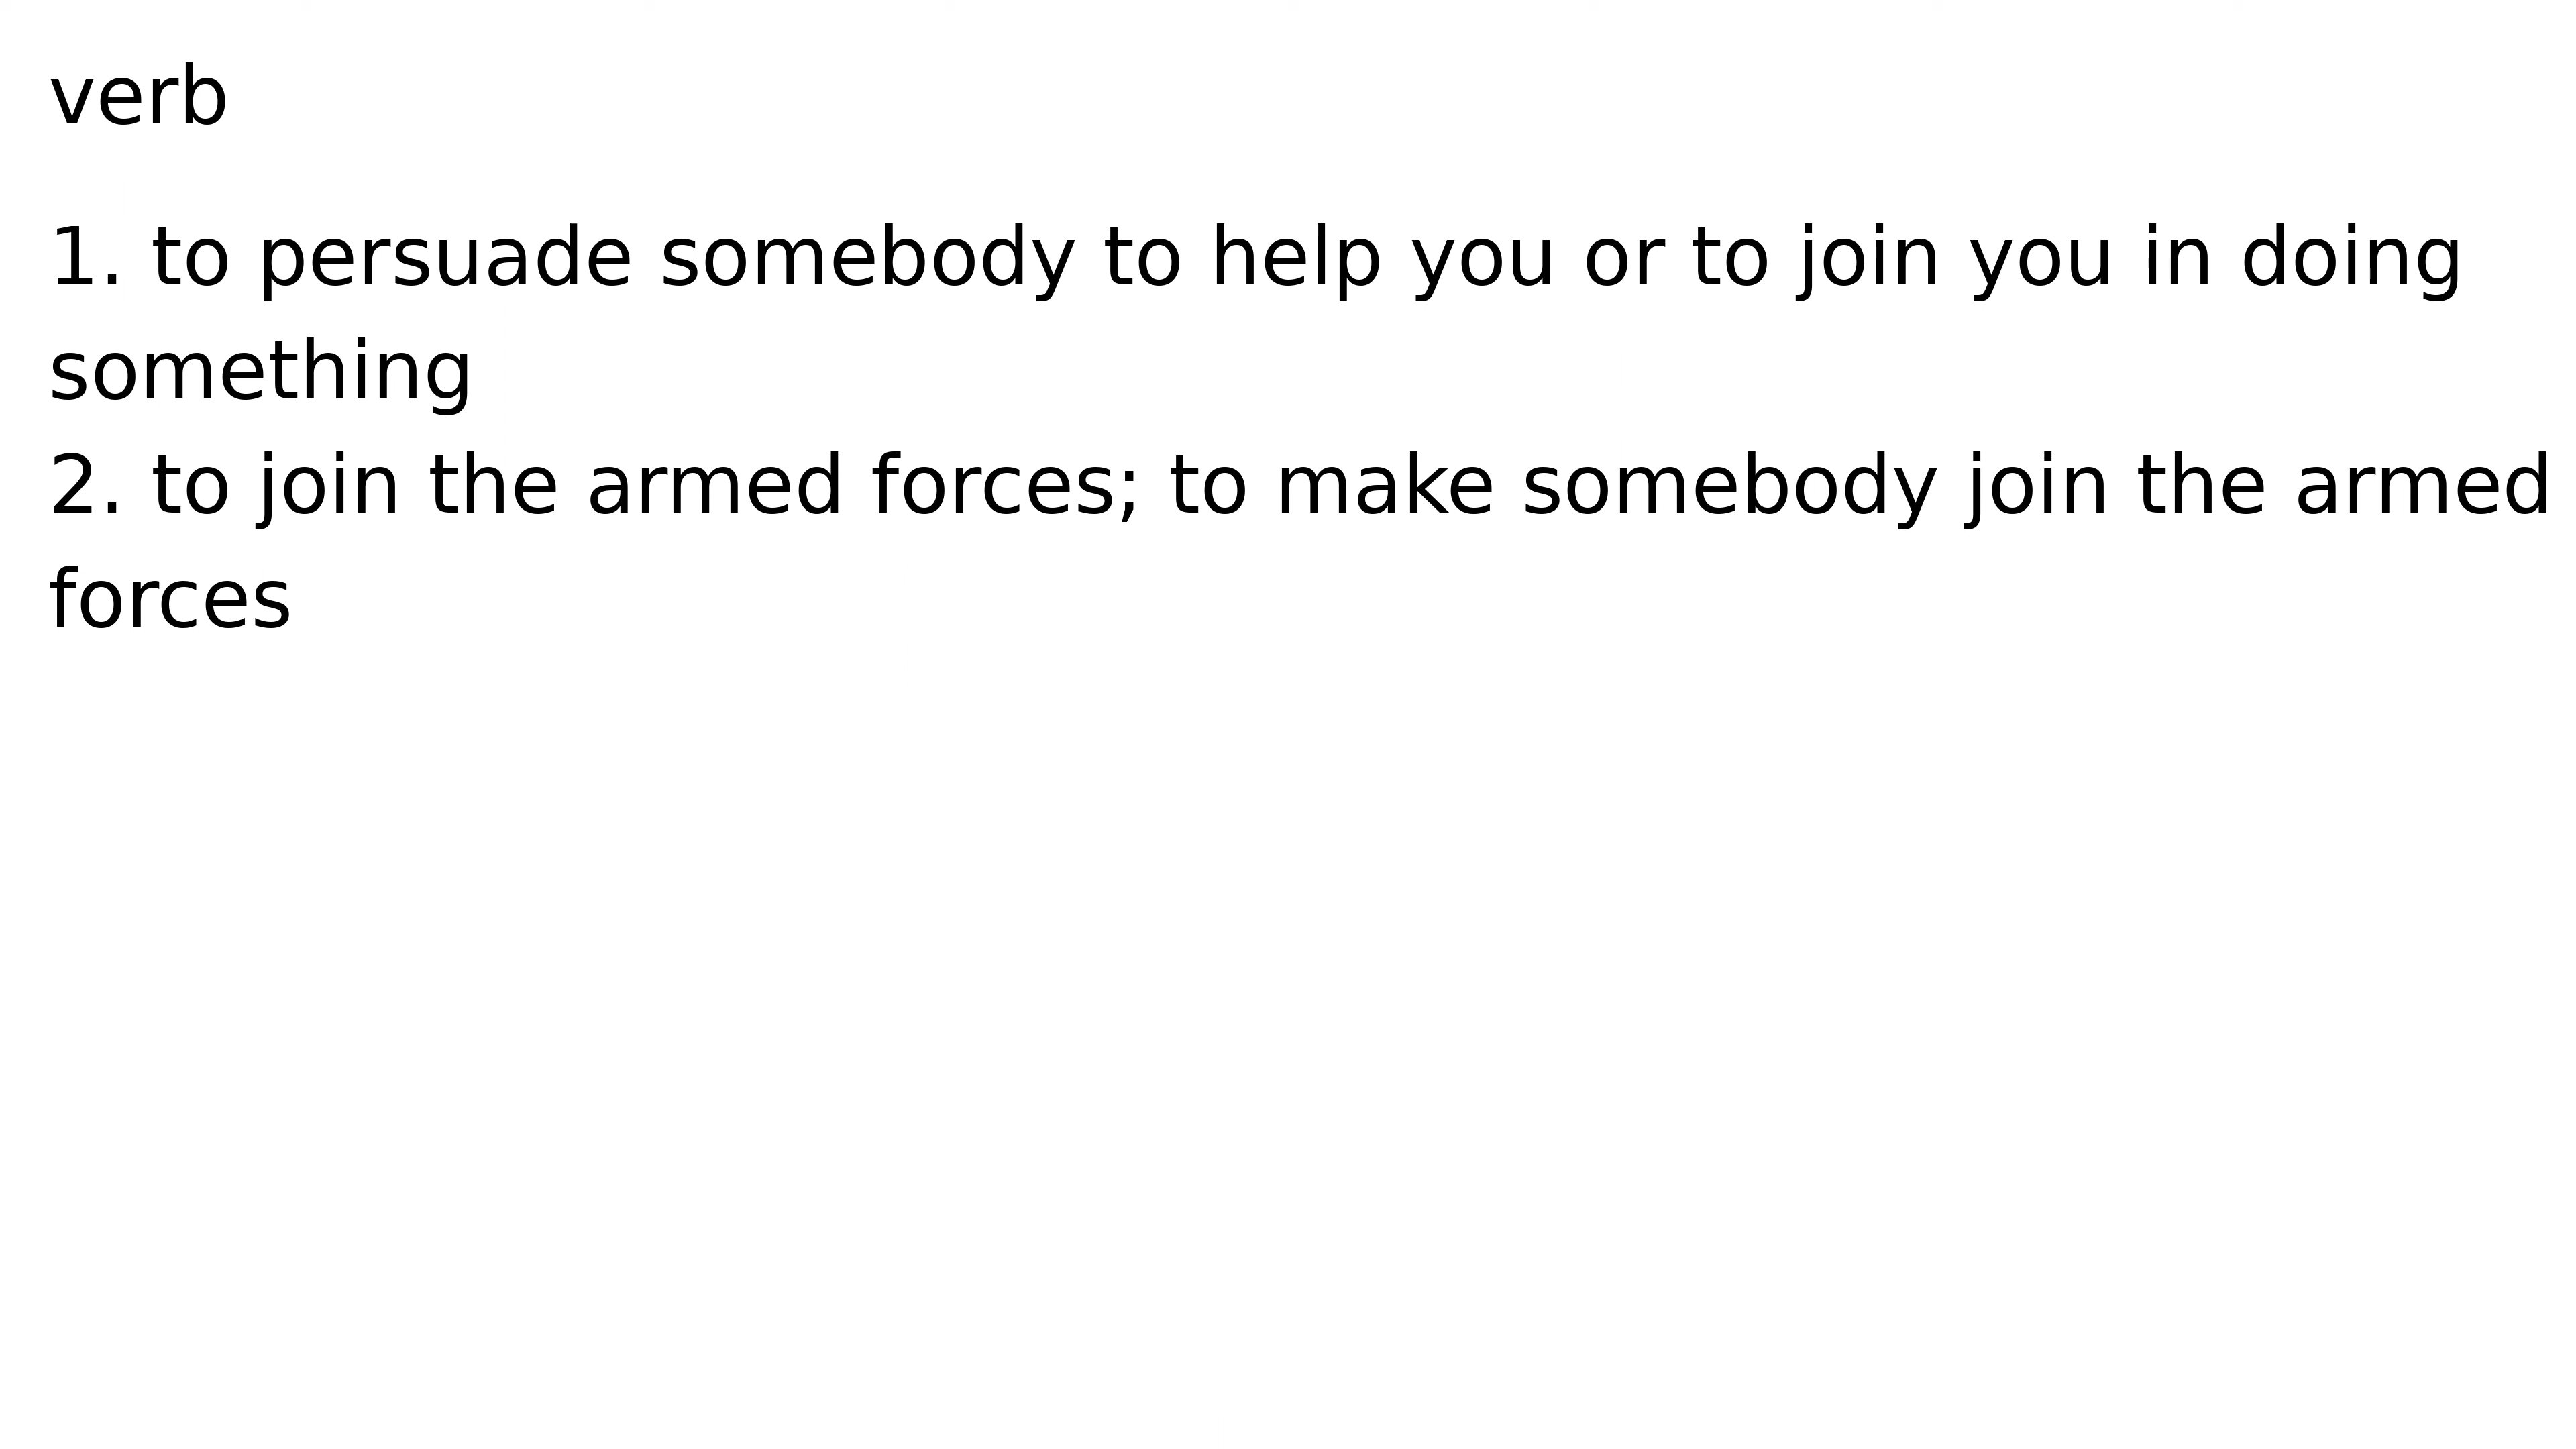 verb
1. to persuade somebody to help you or to join you in doing
something
2. to join the armed forces; to make somebody join the armed
forces